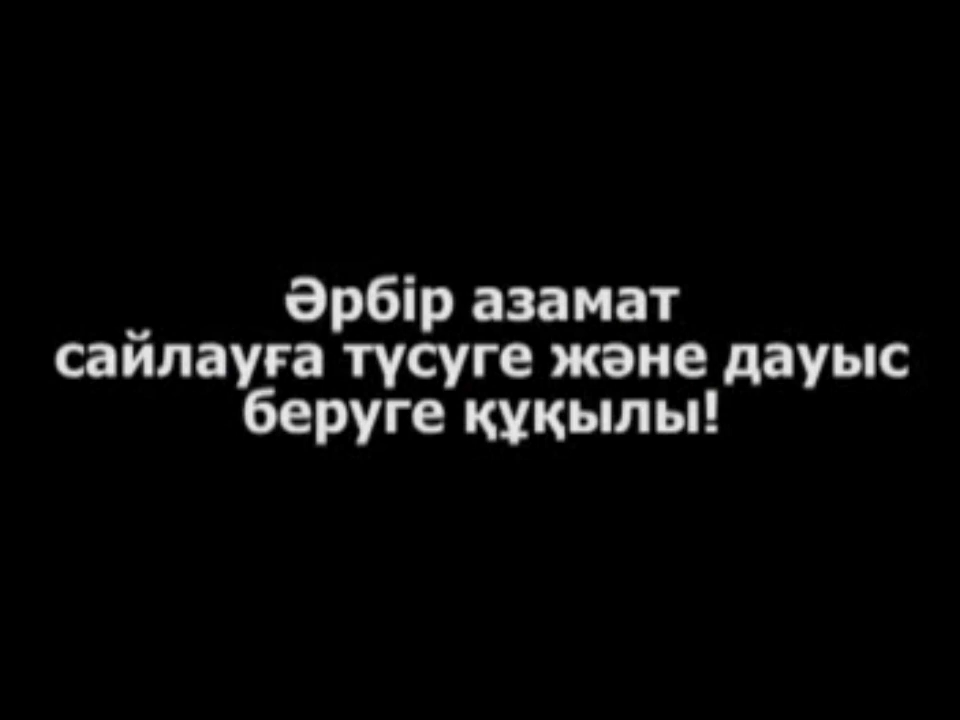 Әрбір азамат
сайлауға түсуге және дауыс
беруге құқылы!